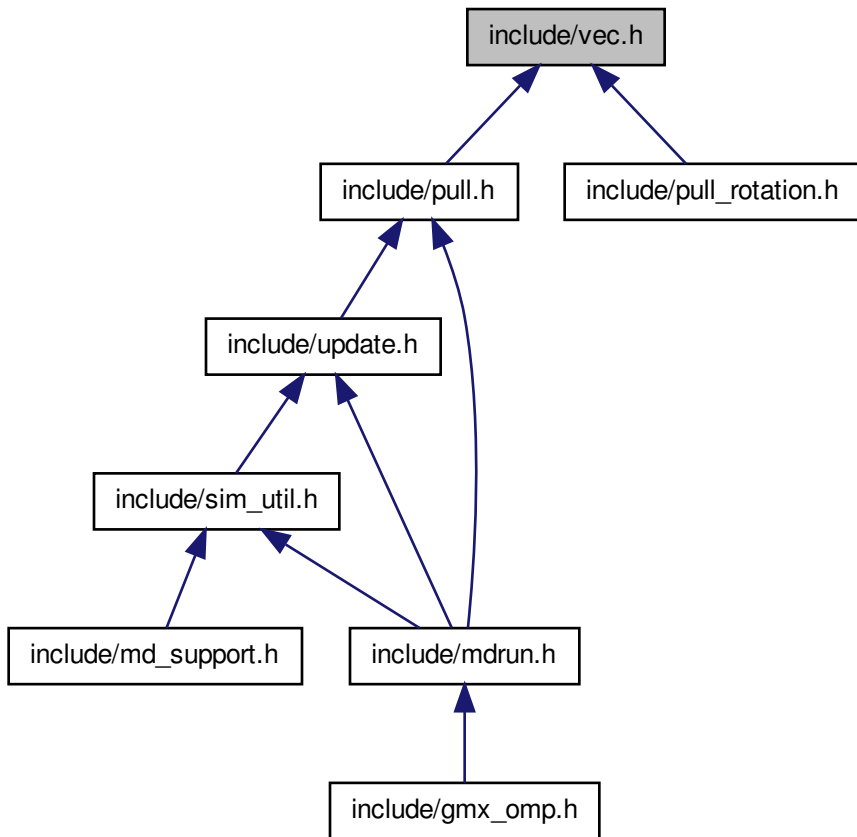 include/vec.h
include/pull.h
include/pull_rotation.h
include/update.h
include/sim_util.h
include/md_support.h
include/mdrun.h
include/gmx_omp.h